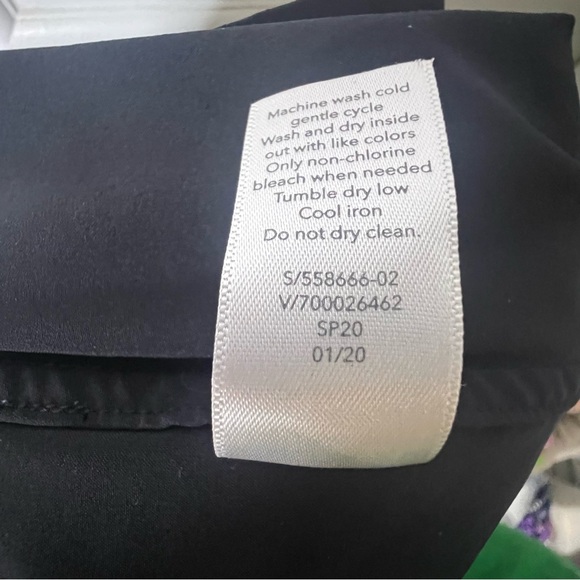 Machine wash cold
gentle cycle
Wash and dry inside
out with like colors
Only non-chlorine
bleach when needed
Tumble dry low
Cool iron
Do not dry clean.
S/558666-02
V/700026462
SP20
01/20